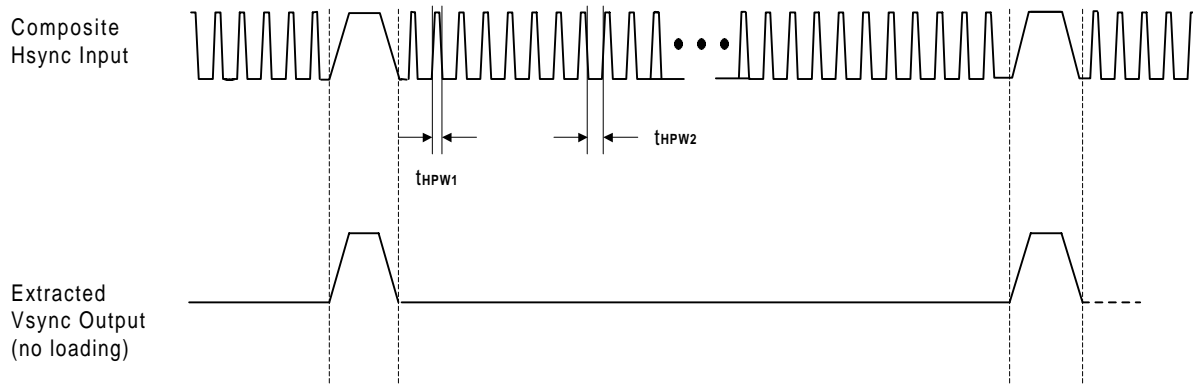 Composite
Hsync Input
tHPW2
tHPW1
Extracted
Vsync Output
(no loading)